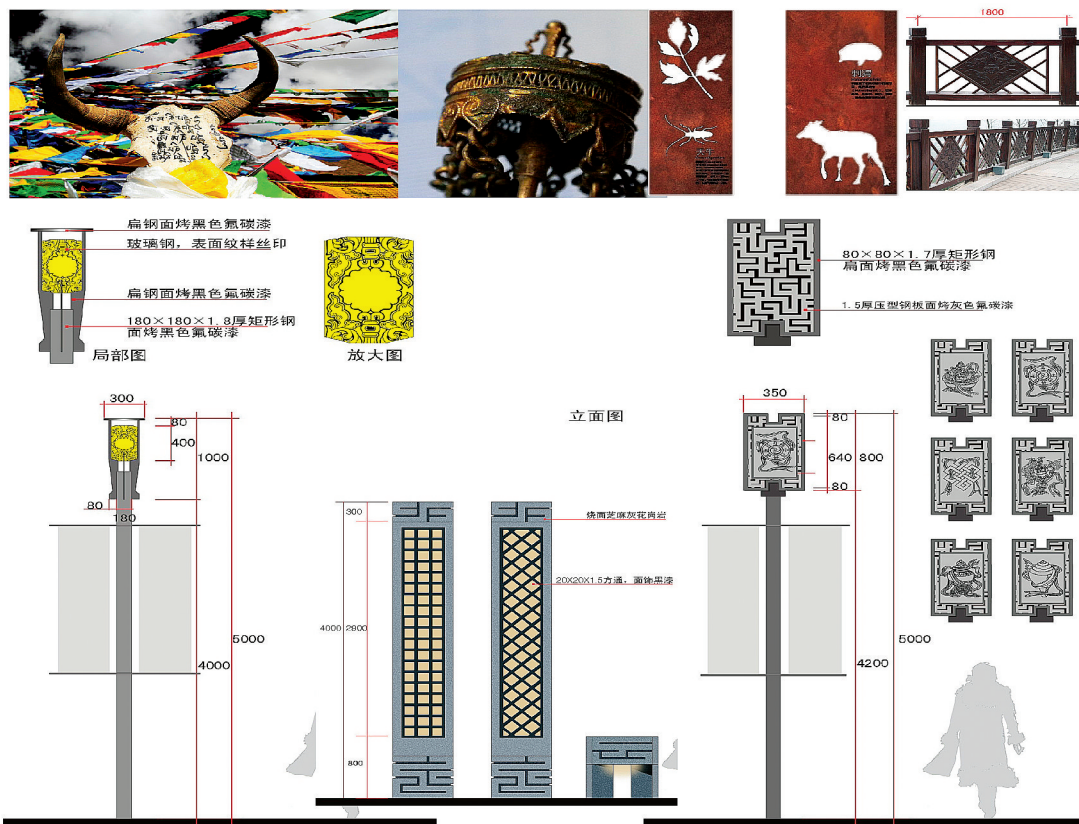 1800
刺猬
天牛
扁钢面烤黑色氟碳漆
玻璃钢，表面纹样丝印
扁钢面烤黑色氟碳漆
180×180×1.8厚矩形钢
面烤黑色氟碳漆
局部图
放大图
80×80×1.7厚矩形钢
扁面烤黑色氟碳漆
1.5厚压型钢板面烤灰色氟碳漆
300
80
400
1000
80
180
5000
4000
立面图
300
烧面芝麻灰花岗岩
20X20X1.5方通，面饰黑漆
4000
2900
800
350
80
640
800
80
5000
4200